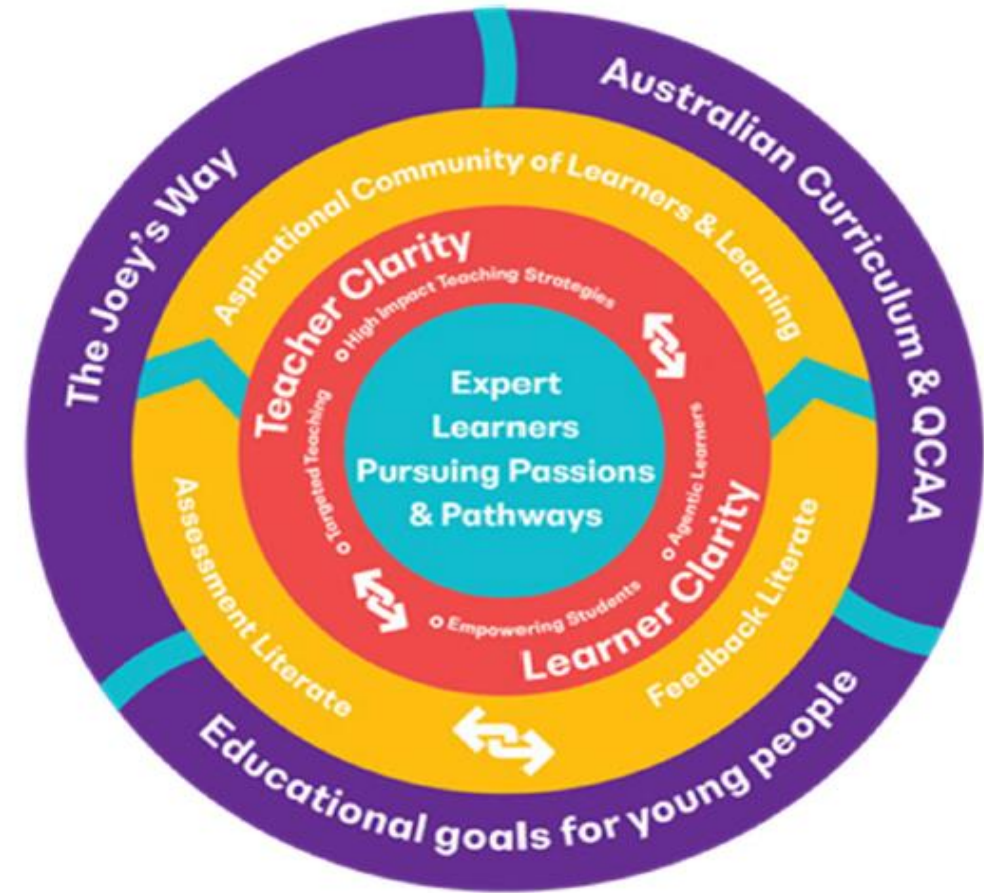 The Joey's Way
Australian Curriculum & QCAA
Educational goals for young people
Aspirational Community of Learners & Learning
Assessment Literate
Feedback Literate
Teacher Clarity
High Impact Teaching Strategies
Targeted Teaching
Learner Clarity
Agentic Learners
Empowering Students
Expert
Learners
Pursuing Passions
& Pathways